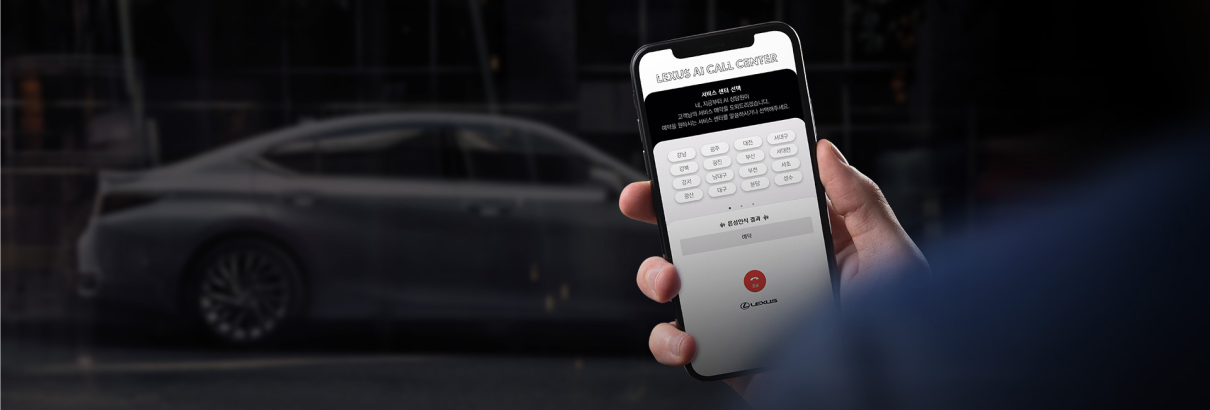 LEXUS AI CALL CENTER
서비스 센터 선택
네, 지금부터 AI 상담원이
고객님의 서비스 예약을 도와드리겠습니다.
예약을 원하시는 서비스 센터를 말씀하시거나 선택해주세요.
강남 광주 대전 서대구
강북 광진 부산 서대전
강서 남대구 부천 서초
용산 대구 분당 성수
음성인식 결과
예약
LEXUS